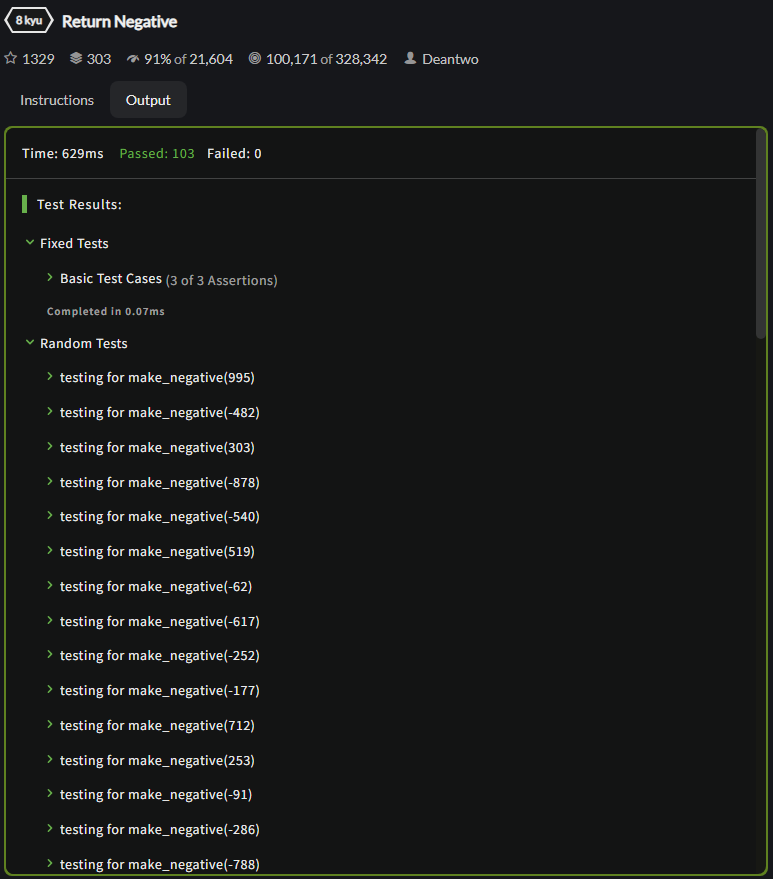 8 kyu Return Negative
1329 303 91% of 21,604 100,171 of 328,342 Deantwo
Instructions Output
Time: 629ms Passed: 103 Failed: 0
Test Results:
Fixed Tests
Basic Test Cases (3 of 3 Assertions)
Completed in 0.07ms
Random Tests
testing for make_negative(995)
testing for make_negative(-482)
testing for make_negative(303)
testing for make_negative(-878)
testing for make_negative(-540)
testing for make_negative(519)
testing for make_negative(-62)
testing for make_negative(-617)
testing for make_negative(-252)
testing for make_negative(-177)
testing for make_negative(712)
testing for make_negative(253)
testing for make_negative(-91)
testing for make_negative(-286)
testing for make_negative(-788)